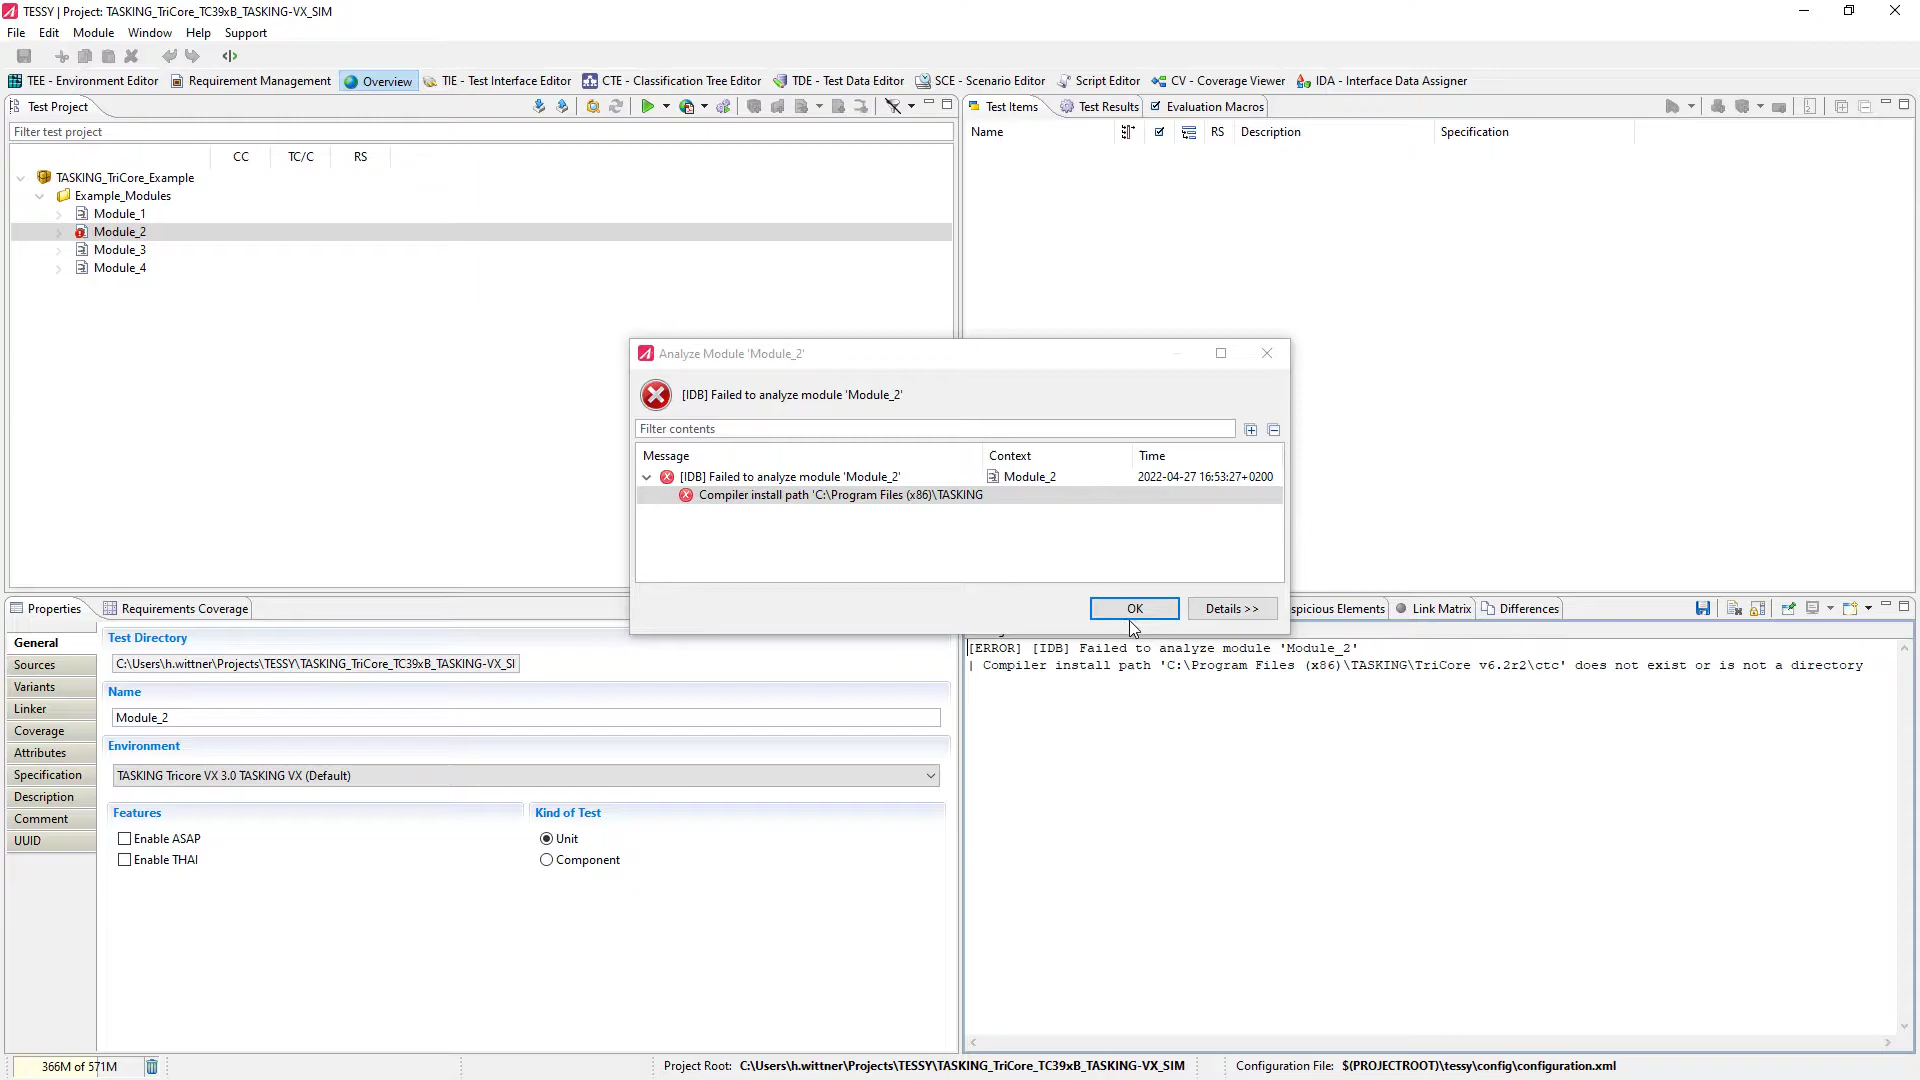 TESSY | Project: TASKING_TriCore_TC39xB_TASKING-VX_SIM
File Edit Module Window Help Support
TEE - Environment Editor Requirement Management Overview TIE - Test Interface Editor CTE - Classification Tree Editor TDE - Test Data Editor SCE - Scenario Editor Script Editor CV - Coverage Viewer IDA - Interface Data Assigner
Test Project
Filter test project
CC TC/C RS
TASKING_TriCore_Example
Example_Modules
Module_1
Module_2
Module_3
Module_4
Test Items Test Results Evaluation Macros
Name RS Description Specification
Analyze Module 'Module_2'
[IDB] Failed to analyze module 'Module_2'
Filter contents
Message Context Time
[IDB] Failed to analyze module 'Module_2' Module_2 2022-04-27 16:53:27+0200
Compiler install path 'C:\Program Files (x86)\TASKING
OK Details >>
Properties Requirements Coverage
General
Sources
Variants
Linker
Coverage
Attributes
Specification
Description
Comment
UUID
Test Directory
C:\Users\h.wittner\Projects\TESSY\TASKING_TriCore_TC39xB_TASKING-VX_SI
Name
Module_2
Environment
TASKING Tricore VX 3.0 TASKING VX (Default)
Features
Enable ASAP
Enable THAI
Kind of Test
Unit
Component
spicious Elements Link Matrix Differences
[ERROR] [IDB] Failed to analyze module 'Module_2'
| Compiler install path 'C:\Program Files (x86)\TASKING\TriCore v6.2r2\ctc' does not exist or is not a directory
366M of 571M
Project Root: C:\Users\h.wittner\Projects\TESSY\TASKING_TriCore_TC39xB_TASKING-VX_SIM
Configuration File: $(PROJECTROOT)\tessy\config\configuration.xml